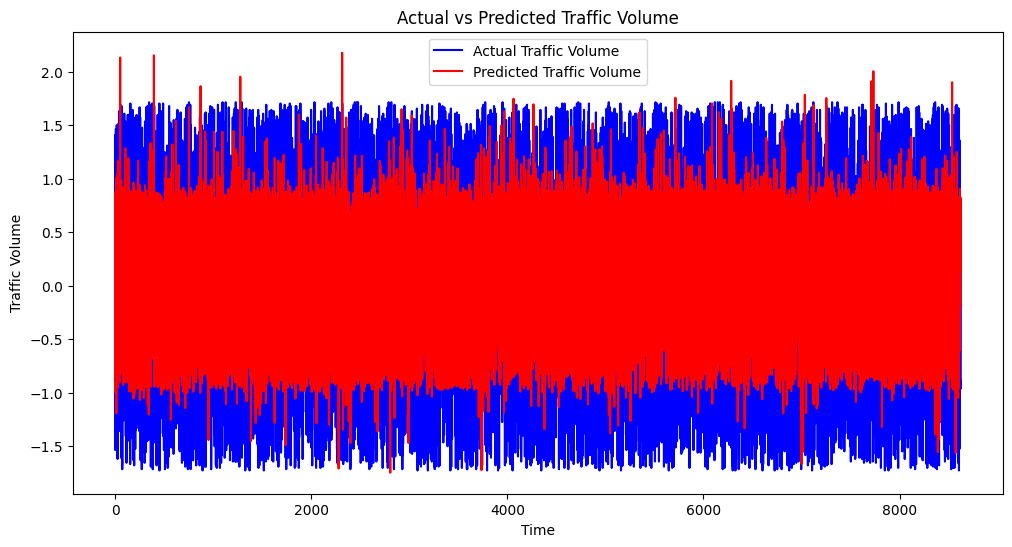 Actual vs Predicted Traffic Volume
Actual Traffic Volume
Predicted Traffic Volume
Traffic Volume
2.0
1.5
1.0
0.5
0.0
−0.5
−1.0
−1.5
0 2000 4000 6000 8000
Time